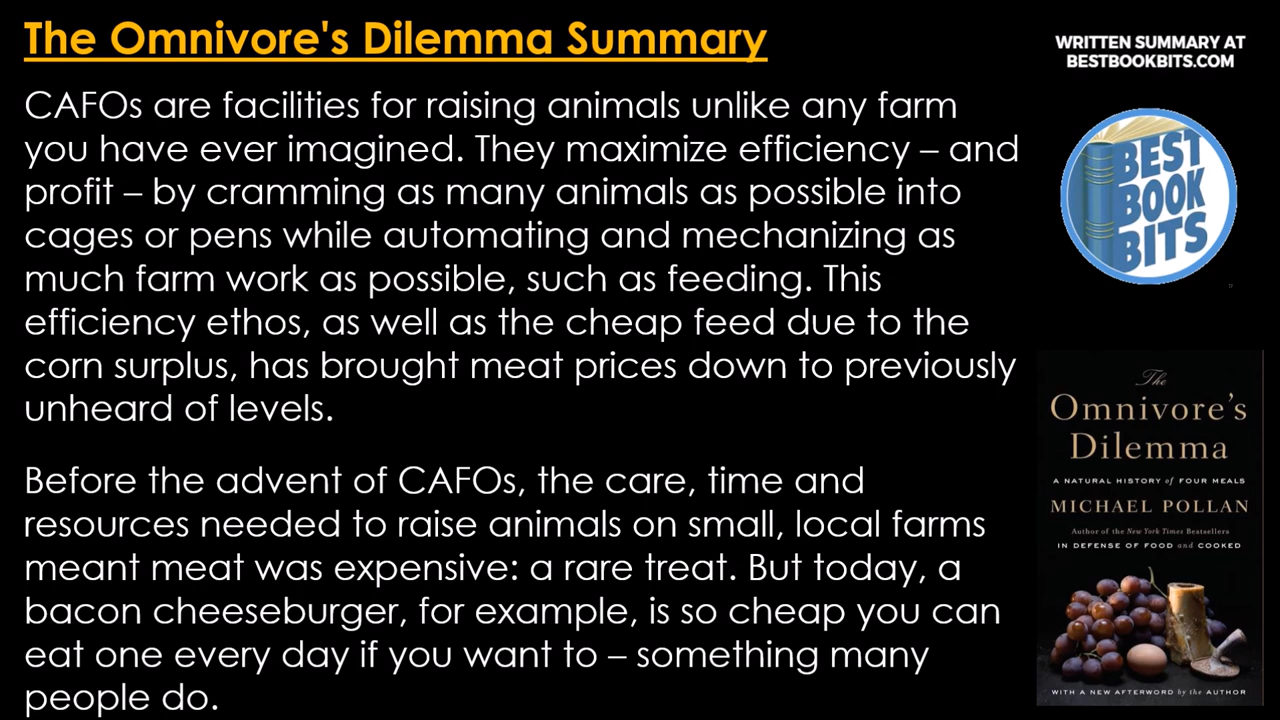 The Omnivore's Dilemma Summary
CAFOs are facilities for raising animals unlike any farm
you have ever imagined. They maximize efficiency – and
profit – by cramming as many animals as possible into
cages or pens while automating and mechanizing as
much farm work as possible, such as feeding. This
efficiency ethos, as well as the cheap feed due to the
corn surplus, has brought meat prices down to previously
unheard of levels.
Before the advent of CAFOs, the care, time and
resources needed to raise animals on small, local farms
meant meat was expensive: a rare treat. But today, a
bacon cheeseburger, for example, is so cheap you can
eat one every day if you want to – something many
people do.
WRITTEN SUMMARY AT
BESTBOOKBITS.COM
BEST
BOOK
BITS
The
Omnivore's
Dilemma
A NATURAL HISTORY of FOUR MEALS
MICHAEL POLLAN
Author of the New York Times Bestsellers
IN DEFENSE OF FOOD and COOKED
WITH A NEW AFTERWORD by the AUTHOR